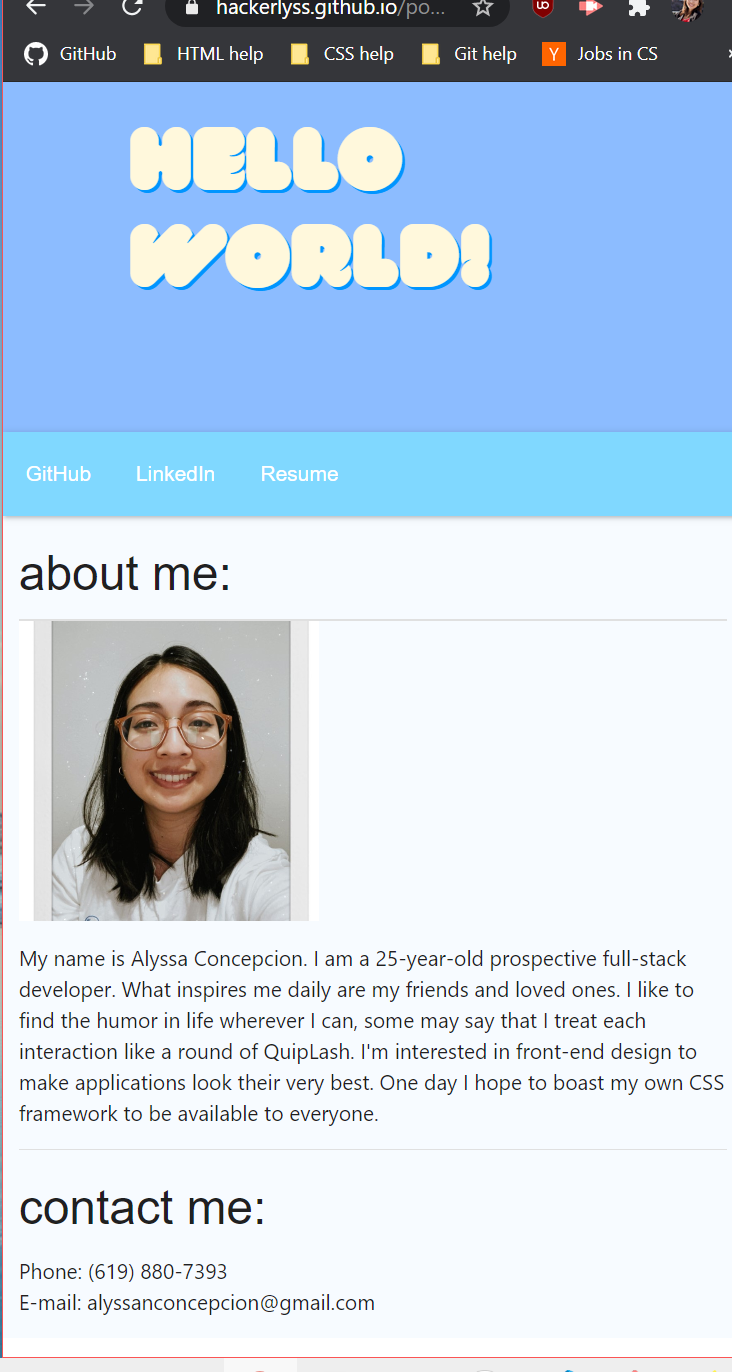 hackerlyss.github.io/po...
GitHub HTML help CSS help Git help Y Jobs in CS
HELLO
WORLD!
GitHub LinkedIn Resume
about me:
My name is Alyssa Concepcion. I am a 25-year-old prospective full-stack
developer. What inspires me daily are my friends and loved ones. I like to
find the humor in life wherever I can, some may say that I treat each
interaction like a round of QuipLash. I'm interested in front-end design to
make applications look their very best. One day I hope to boast my own CSS
framework to be available to everyone.
contact me:
Phone: (619) 880-7393
E-mail: alyssanconcepcion@gmail.com